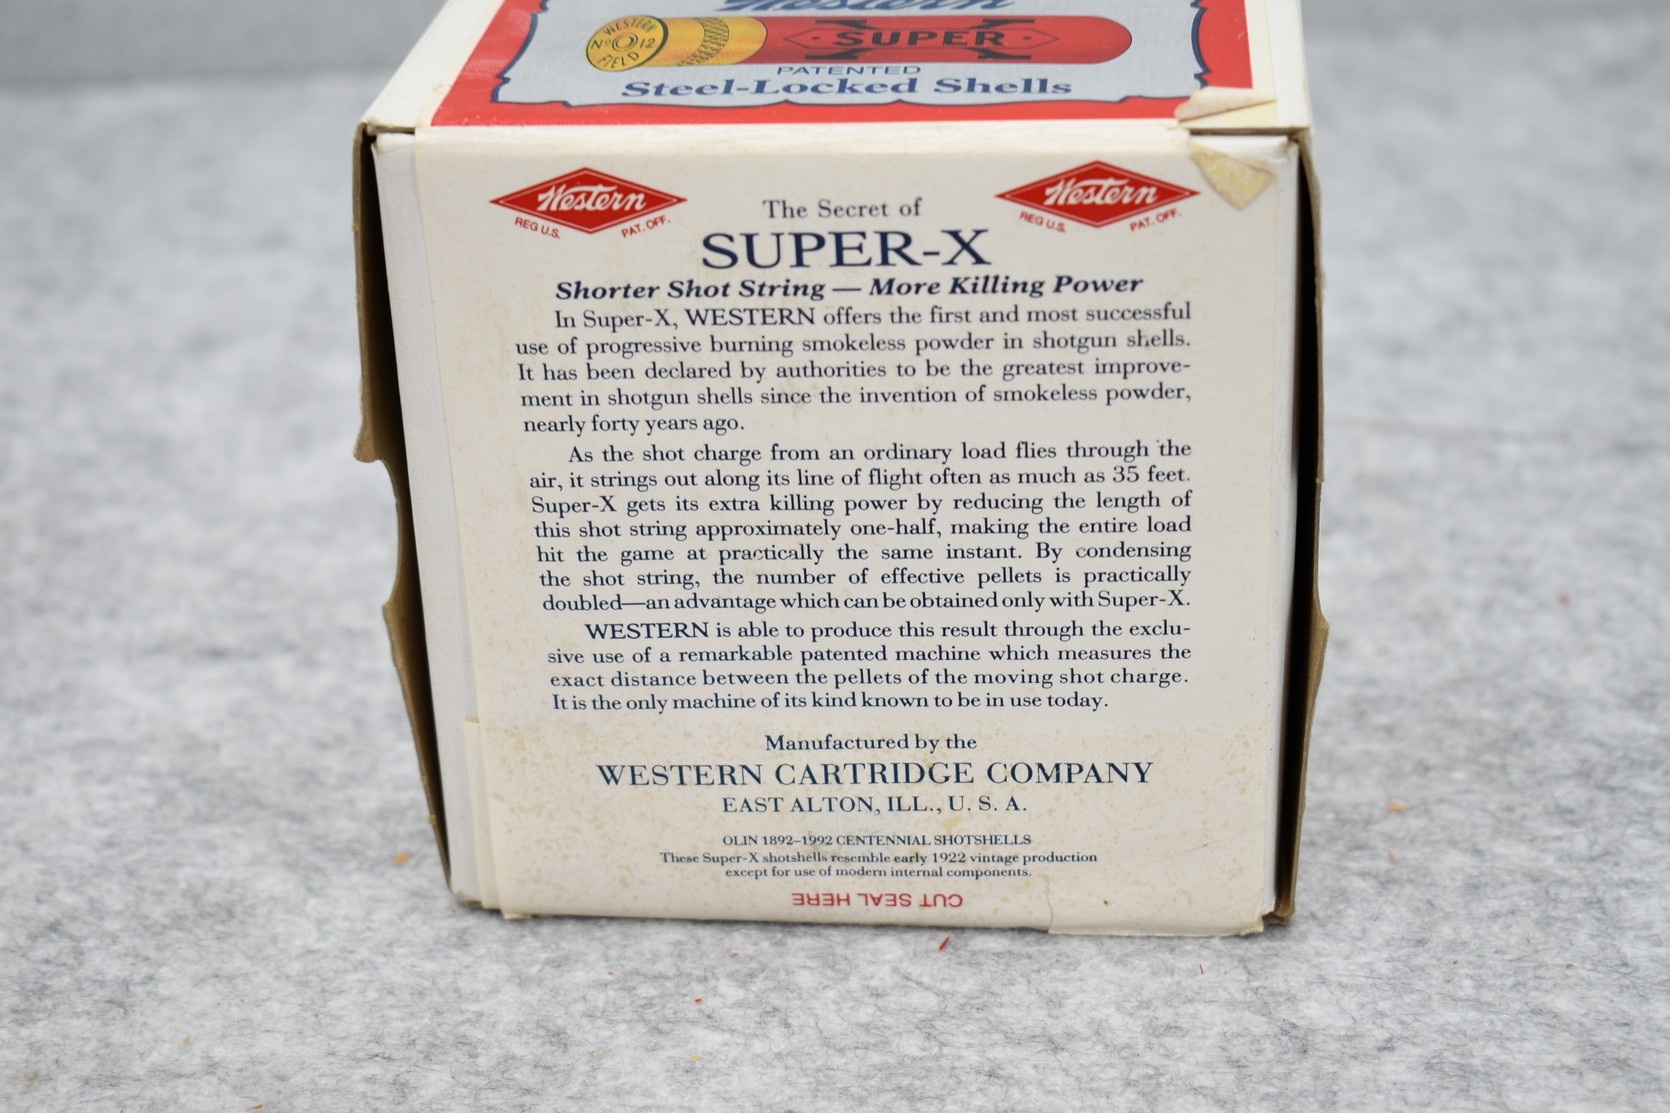 Western
WESTERN
Nº 12
FIELD
SUPER
PATENTED
Steel-Locked Shells
Western
REG U.S. PAT. OFF.
Western
REG U.S. PAT. OFF.
The Secret of
SUPER-X
Shorter Shot String — More Killing Power
In Super-X, WESTERN offers the first and most successful
use of progressive burning smokeless powder in shotgun shells.
It has been declared by authorities to be the greatest improve-
ment in shotgun shells since the invention of smokeless powder,
nearly forty years ago.
As the shot charge from an ordinary load flies through the
air, it strings out along its line of flight often as much as 35 feet.
Super-X gets its extra killing power by reducing the length of
this shot string approximately one-half, making the entire load
hit the game at practically the same instant. By condensing
the shot string, the number of effective pellets is practically
doubled—an advantage which can be obtained only with Super-X.
WESTERN is able to produce this result through the exclu-
sive use of a remarkable patented machine which measures the
exact distance between the pellets of the moving shot charge.
It is the only machine of its kind known to be in use today.
Manufactured by the
WESTERN CARTRIDGE COMPANY
EAST ALTON, ILL., U. S. A.
OLIN 1892–1992 CENTENNIAL SHOTSHELLS
These Super-X shotshells resemble early 1922 vintage production
except for use of modern internal components.
CUT SEAL HERE